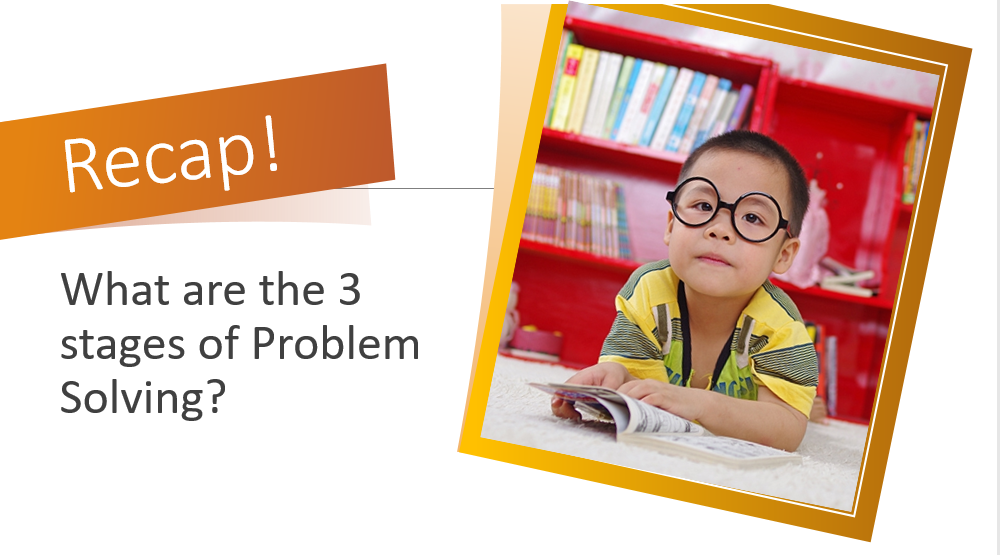 Recap!
What are the 3
stages of Problem
Solving?